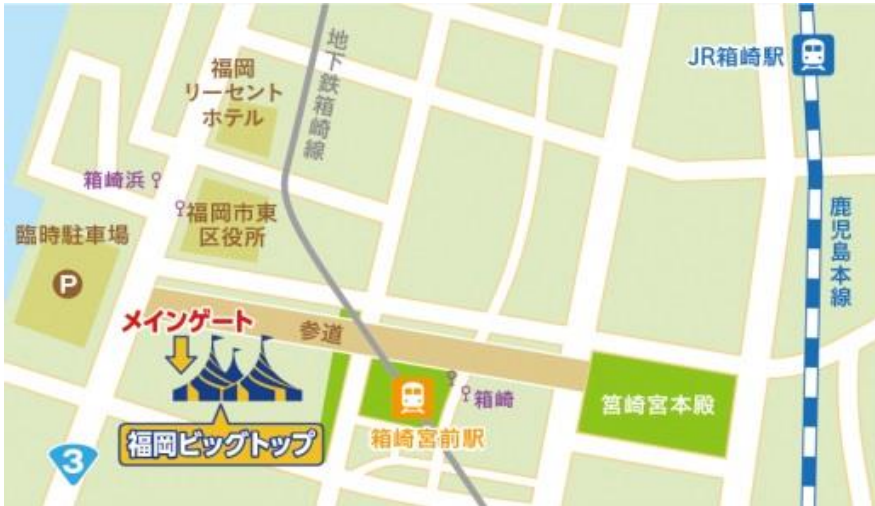 JR箱崎駅
地下鉄箱崎線
福岡
リーセント
ホテル
箱崎浜
福岡市東
区役所
臨時駐車場
P
鹿児島本線
メインゲート
参道
箱崎
筥崎宮本殿
箱崎宮前駅
福岡ビッグトップ
3